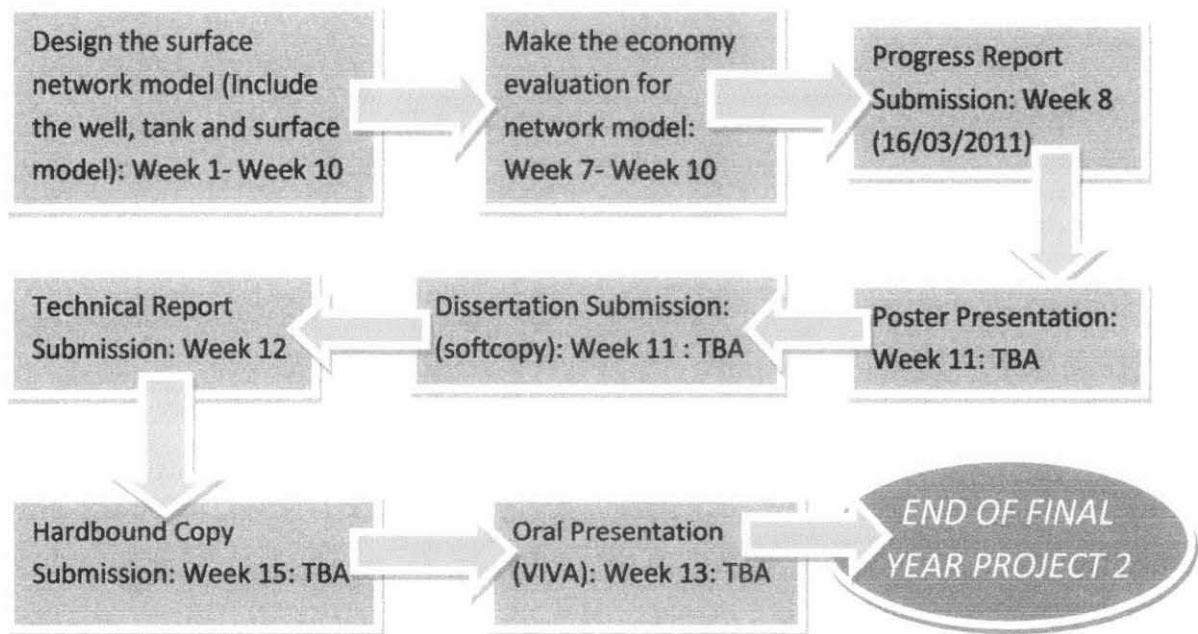 Design the surface
network model (Include
the well, tank and surface
model): Week 1- Week 10
Make the economy
evaluation for
network model:
Week 7- Week 10
Progress Report
Submission: Week 8
(16/03/2011)
Poster Presentation:
Week 11: TBA
Dissertation Submission:
(softcopy): Week 11 : TBA
Technical Report
Submission: Week 12
Hardbound Copy
Submission: Week 15: TBA
Oral Presentation
(VIVA): Week 13: TBA
END OF FINAL
YEAR PROJECT 2